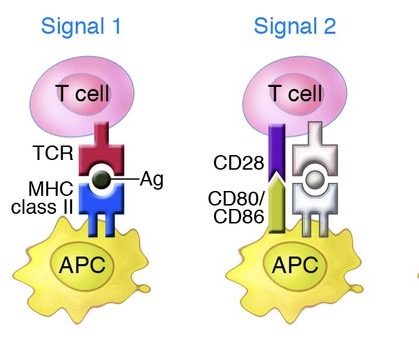 Signal 1
Signal 2
T cell
T cell
TCR
Ag
MHC
class II
CD28
CD80/
CD86
APC
APC